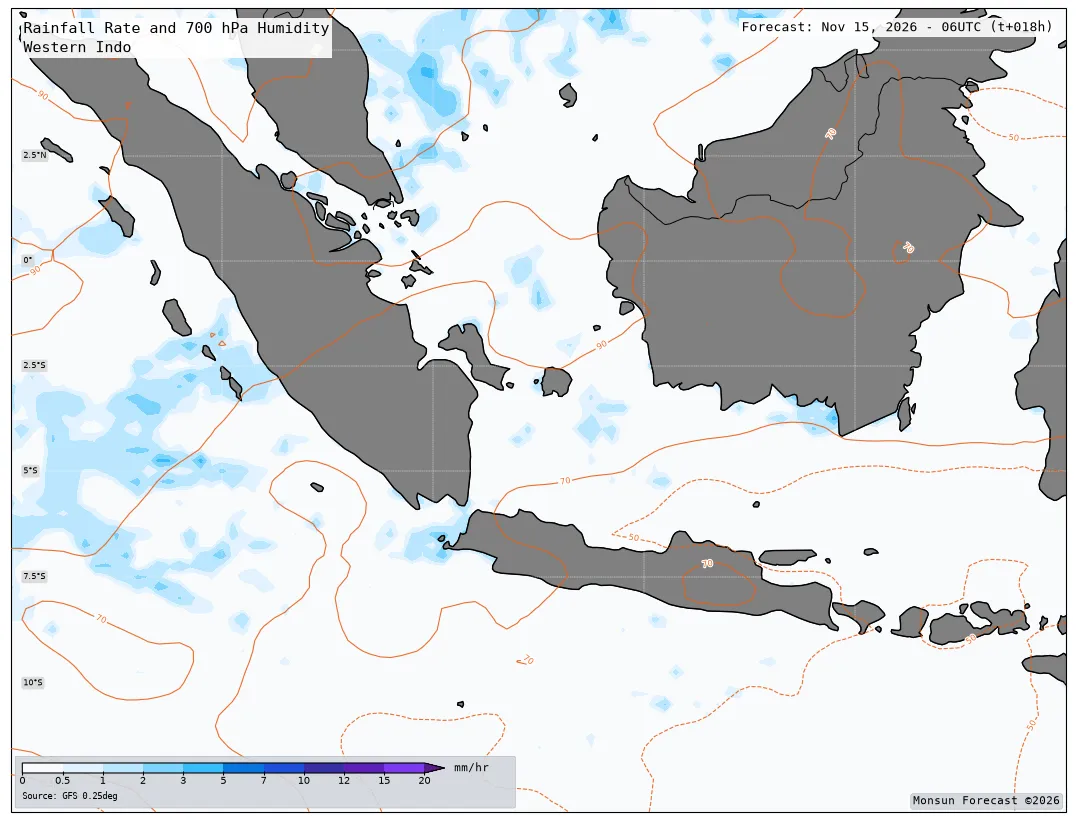 Rainfall Rate and 700 hPa Humidity
Western Indo
Forecast: Nov 15, 2026 - 06UTC (t+018h)
90
50
70
2.5°N
70
0°
90
90
2.5°S
5°S
70
50
70
7.5°S
70
50
70
10°S
50
mm/hr
0 0.5 1 2 3 5 7 10 12 15 20
Source: GFS 0.25deg
Monsun Forecast ©2026